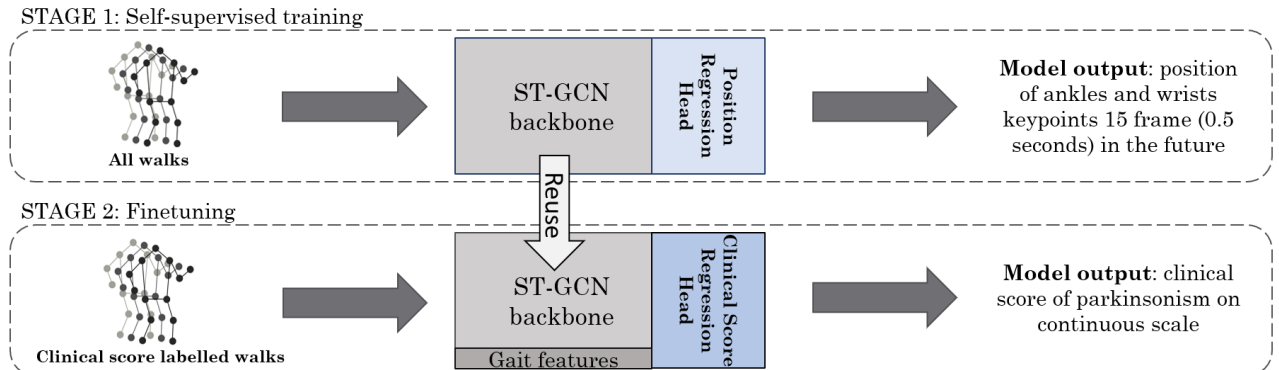 STAGE 1: Self-supervised training
All walks
ST-GCN
backbone
Position
Regression
Head
Model output: position
of ankles and wrists
keypoints 15 frame (0.5
seconds) in the future
Reuse
STAGE 2: Finetuning
Clinical score labelled walks
ST-GCN
backbone
Gait features
Clinical Score
Regression
Head
Model output: clinical
score of parkinsonism on
continuous scale